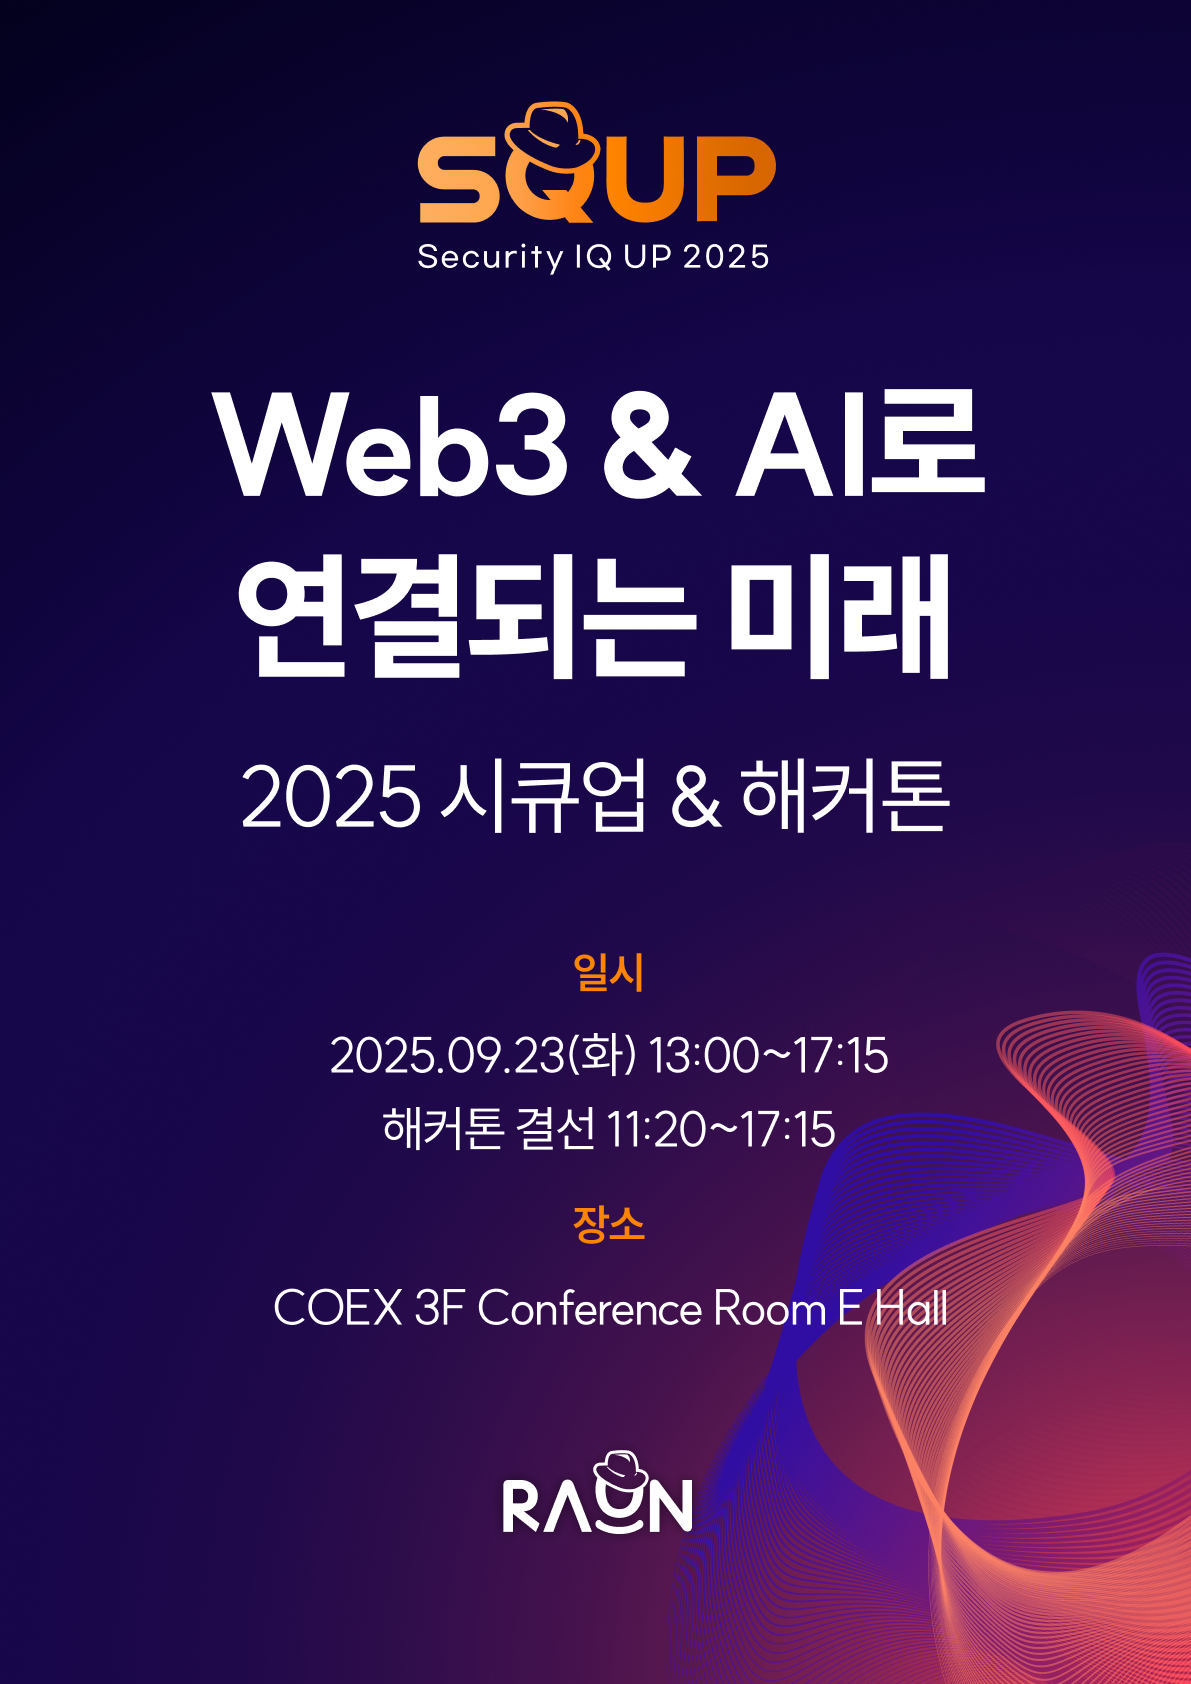 SQUP
Security IQ UP 2025
Web3 & AI로
연결되는 미래
2025 시큐업 & 해커톤
일시
2025.09.23(화) 13:00~17:15
해커톤 결선 11:20~17:15
장소
COEX 3F Conference Room E Hall
RAON